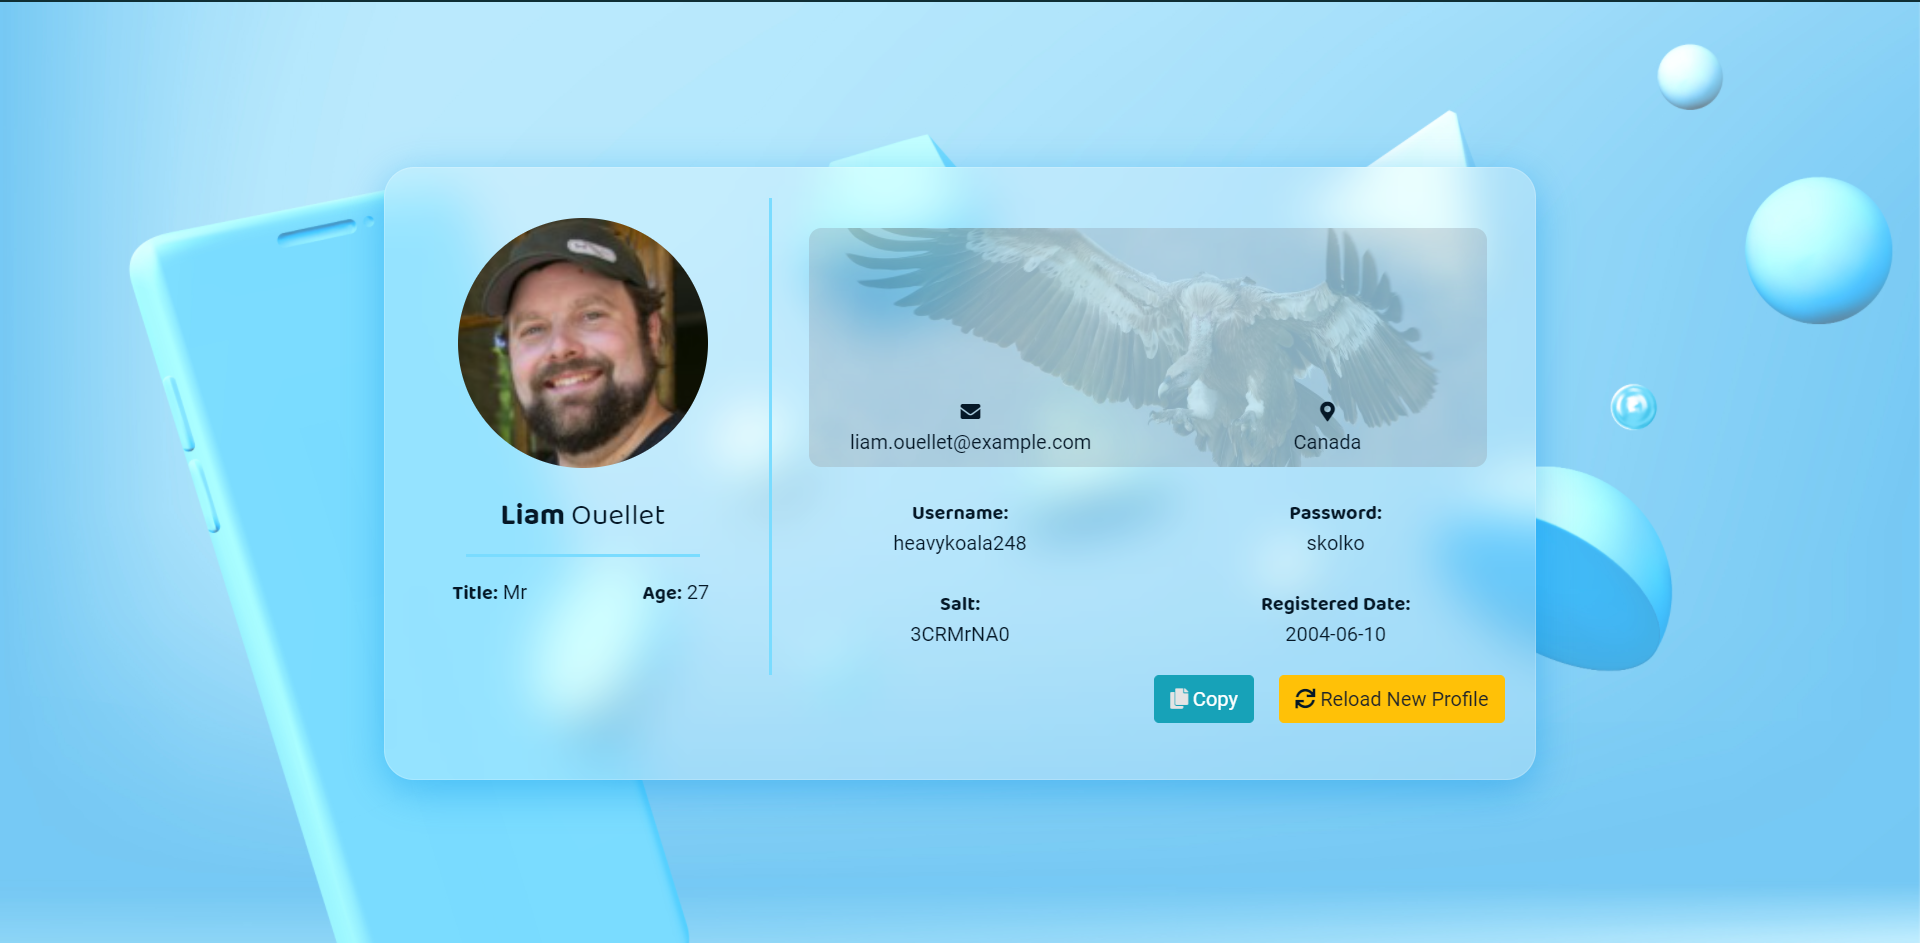 Liam Ouellet
Title: Mr
Age: 27
liam.ouellet@example.com
Canada
Username:
heavykoala248
Password:
skolko
Salt:
3CRMrNA0
Registered Date:
2004-06-10
Copy
Reload New Profile